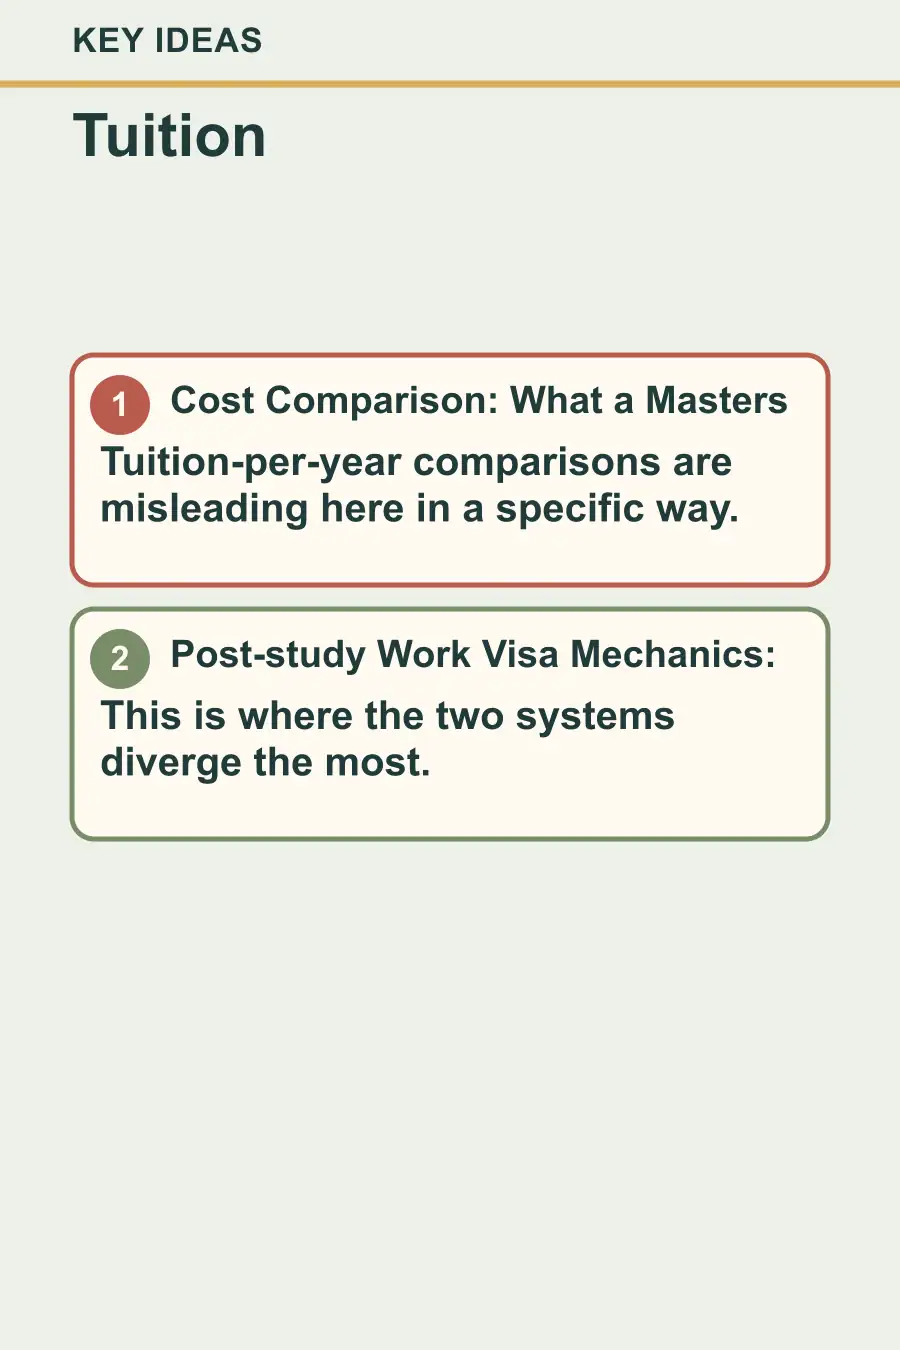 KEY IDEAS
Tuition
1 Cost Comparison: What a Masters
Tuition-per-year comparisons are
misleading here in a specific way.
2 Post-study Work Visa Mechanics:
This is where the two systems
diverge the most.